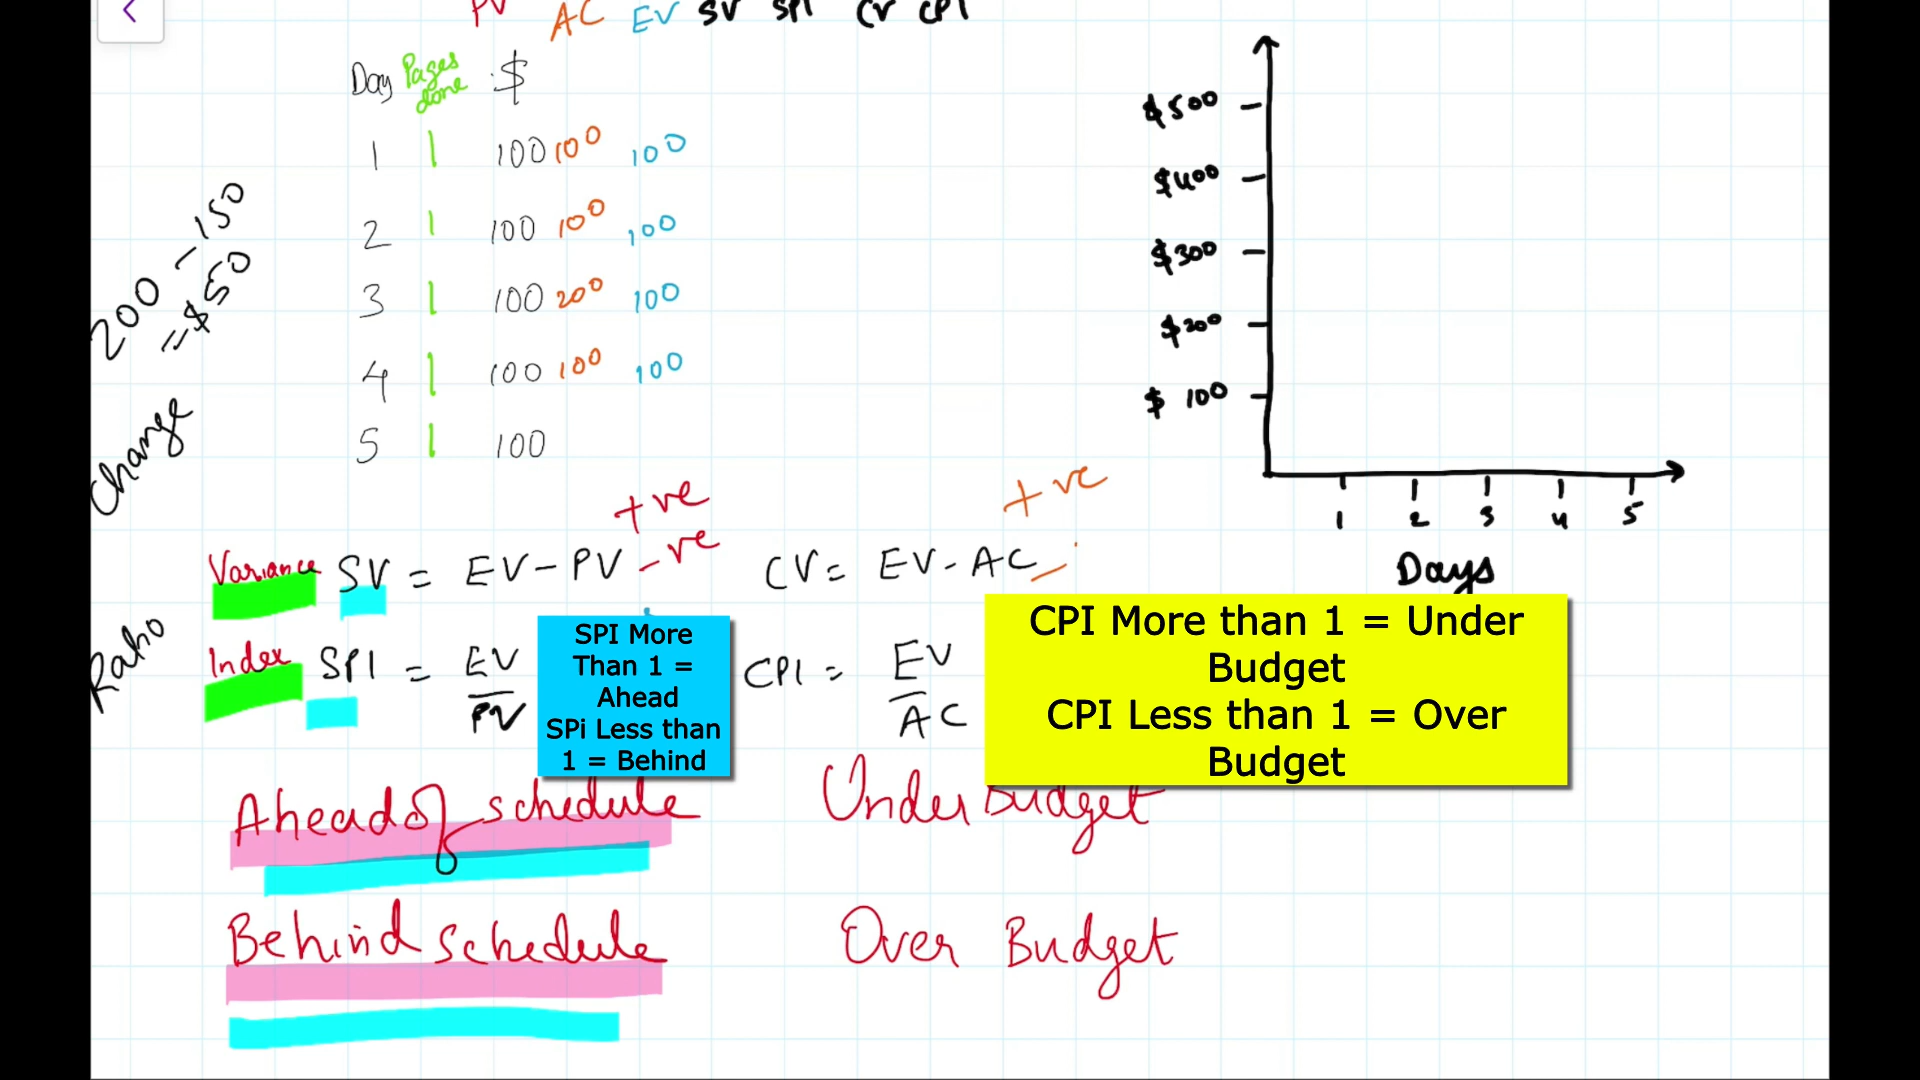 PV AC EV SV SPI CV CPI
Day Pages done $
1 1 100 100 100
2 1 100 100 100
3 1 100 200 100
4 1 100 100 100
5 1 100
200 - 150
= $50
Change
Ratio
$500
$400
$300
$200
$ 100
1 2 3 4 5
Days
+ve
-ve
+ve
Variance SV = EV - PV
CV = EV - AC
Index SPI = EV
PV
SPI More
Than 1 =
Ahead
SPi Less than
1 = Behind
CPI = EV
AC
CPI More than 1 = Under
Budget
CPI Less than 1 = Over
Budget
Ahead of schedule
Under Budget
Behind schedule
Over Budget